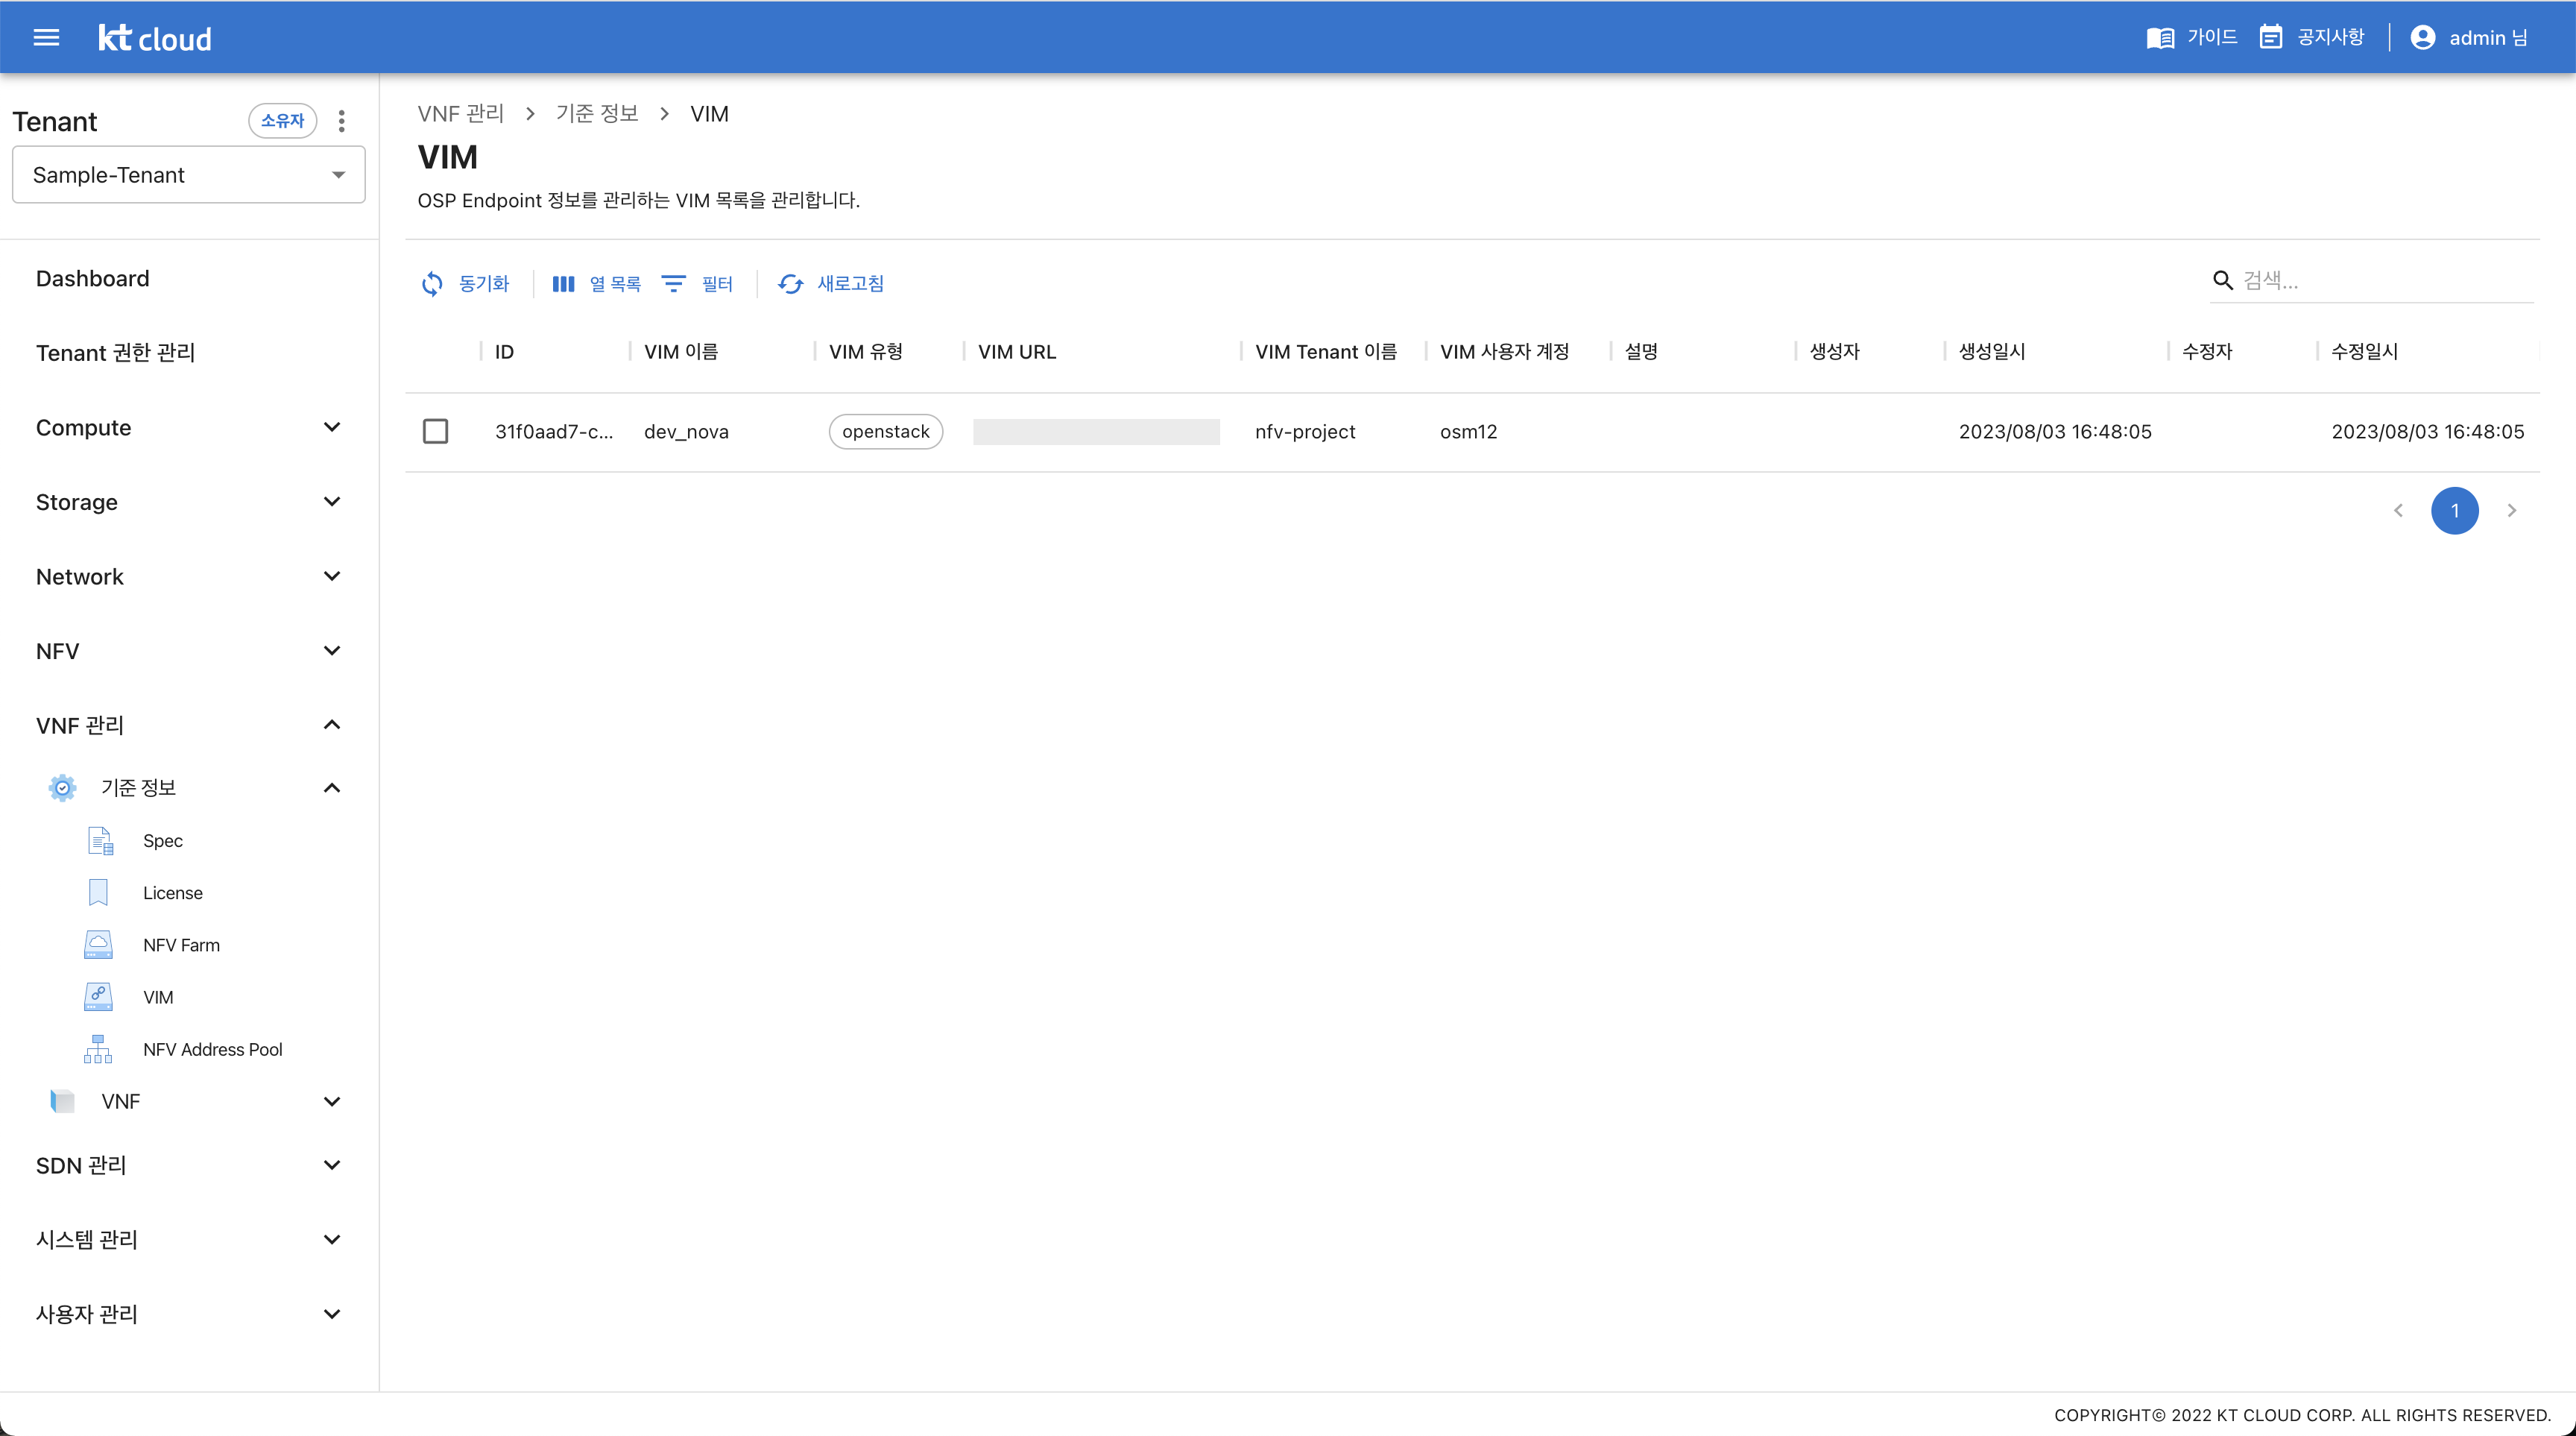 kt cloud
가이드
공지사항
admin 님
Tenant
소유자
Sample-Tenant
Dashboard
Tenant 권한 관리
Compute
Storage
Network
NFV
VNF 관리
기준 정보
Spec
License
NFV Farm
VIM
NFV Address Pool
VNF
SDN 관리
시스템 관리
사용자 관리
VNF 관리 > 기준 정보 > VIM
VIM
OSP Endpoint 정보를 관리하는 VIM 목록을 관리합니다.
동기화 열 목록 필터 새로고침 검색...
ID VIM 이름 VIM 유형 VIM URL VIM Tenant 이름 VIM 사용자 계정 설명 생성자 생성일시 수정자 수정일시
31f0aad7-c... dev_nova openstack nfv-project osm12 2023/08/03 16:48:05 2023/08/03 16:48:05
1
COPYRIGHT© 2022 KT CLOUD CORP. ALL RIGHTS RESERVED.